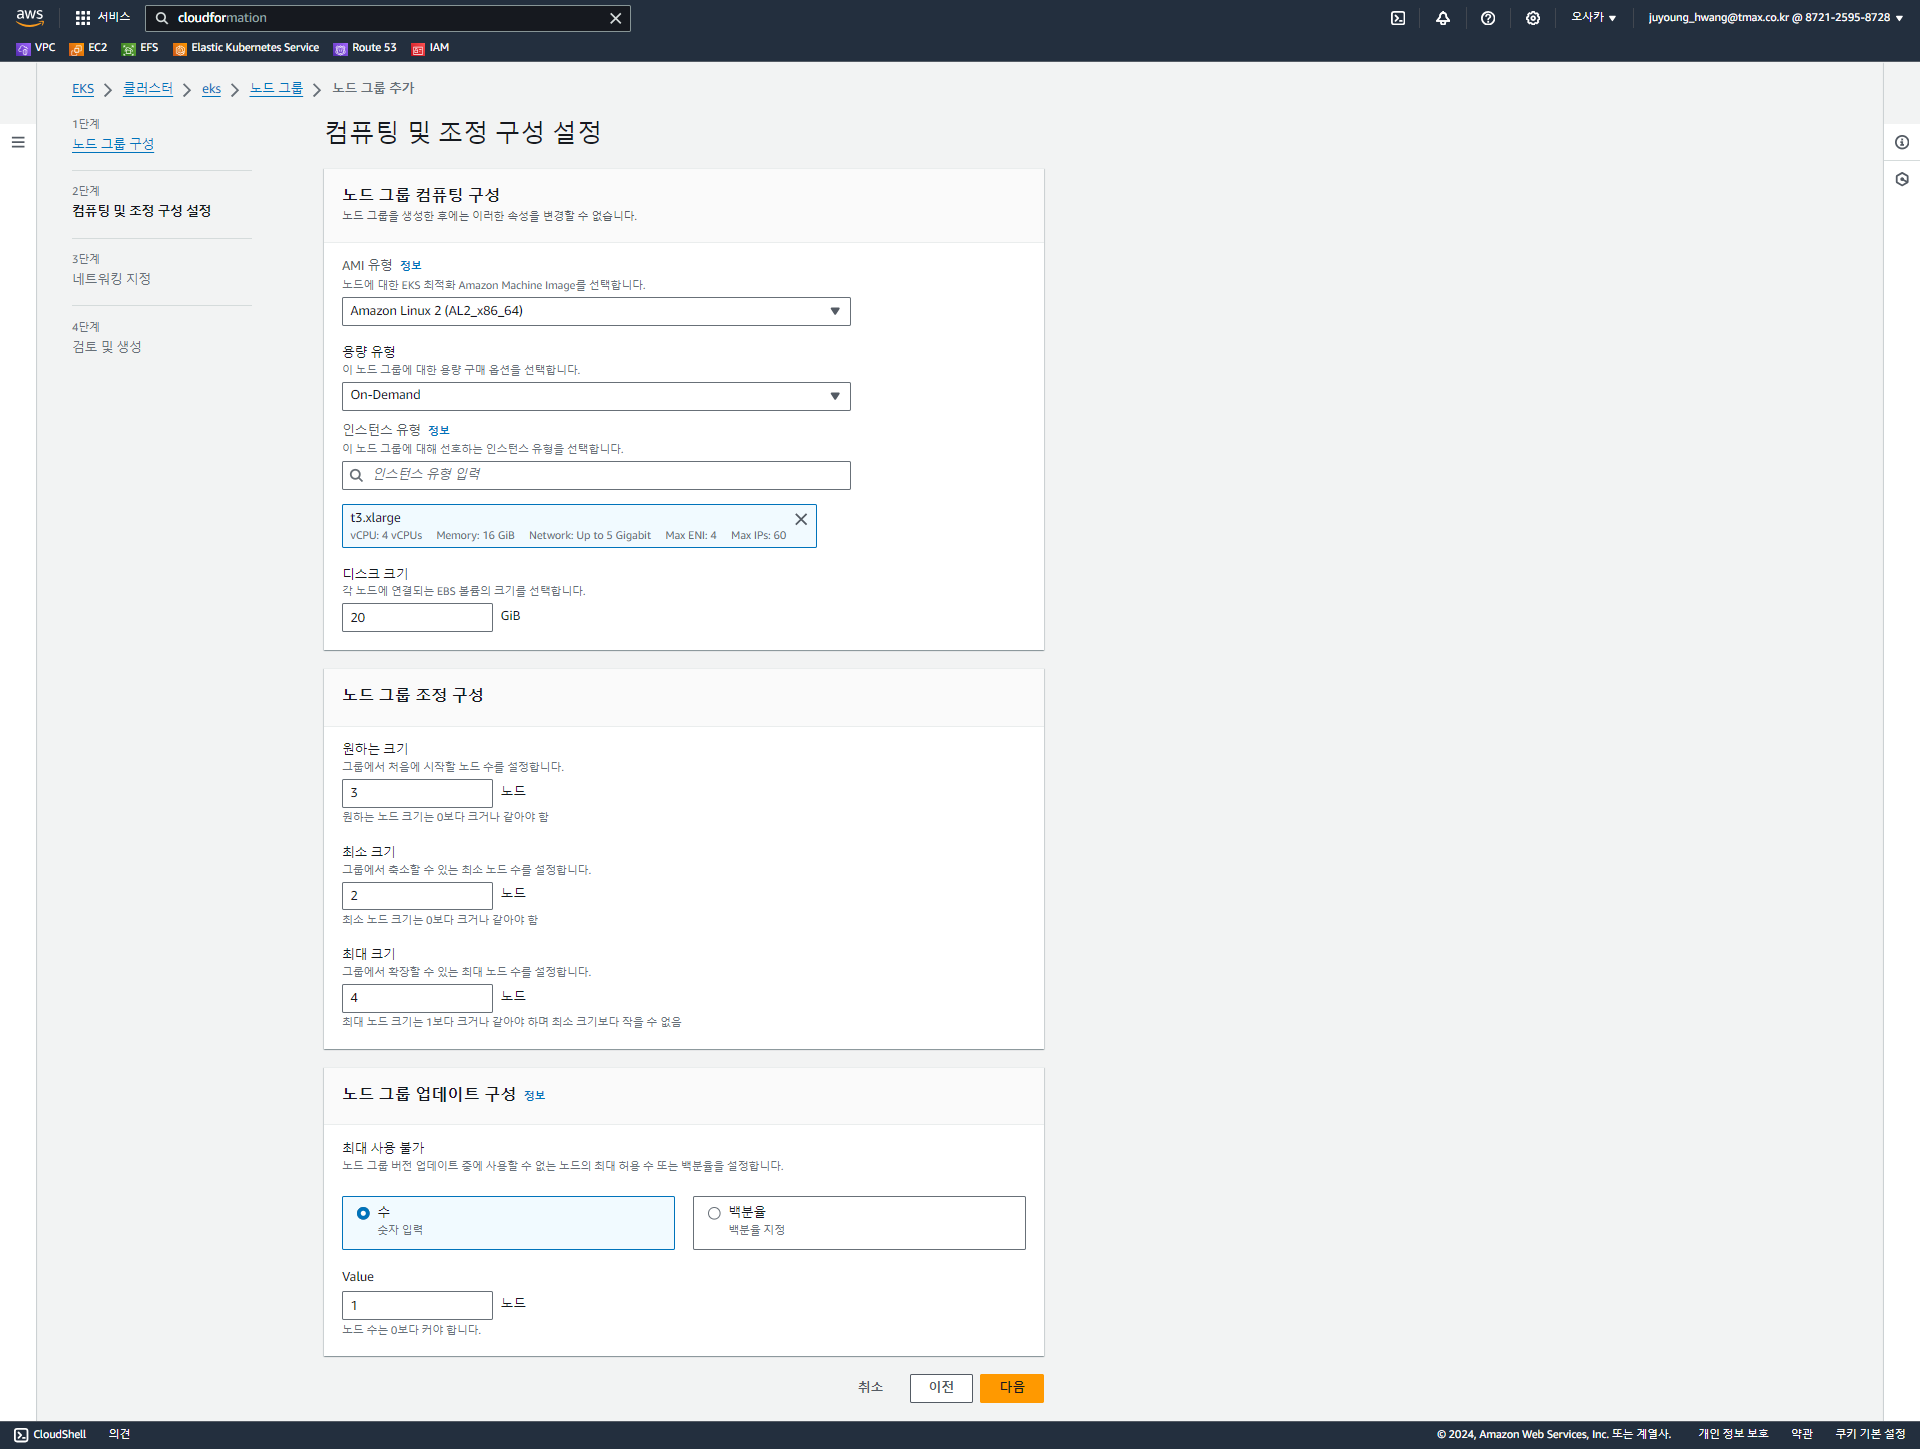 aws
서비스
cloudformation
오사카
juyoung_hwang@tmax.co.kr @ 8721-2595-8728
VPC EC2 EFS Elastic Kubernetes Service Route 53 IAM
EKS
클러스터
eks
노드 그룹
노드 그룹 추가
1단계
노드 그룹 구성
2단계
컴퓨팅 및 조정 구성 설정
3단계
네트워킹 지정
4단계
검토 및 생성
컴퓨팅 및 조정 구성 설정
노드 그룹 컴퓨팅 구성
노드 그룹을 생성한 후에는 이러한 속성을 변경할 수 없습니다.
AMI 유형 정보
노드에 대한 EKS 최적화 Amazon Machine Image를 선택합니다.
Amazon Linux 2 (AL2_x86_64)
용량 유형
이 노드 그룹에 대한 용량 구매 옵션을 선택합니다.
On-Demand
인스턴스 유형 정보
이 노드 그룹에 대해 선호하는 인스턴스 유형을 선택합니다.
인스턴스 유형 입력
t3.xlarge
vCPU: 4 vCPUs Memory: 16 GiB Network: Up to 5 Gigabit Max ENI: 4 Max IPs: 60
디스크 크기
각 노드에 연결되는 EBS 볼륨의 크기를 선택합니다.
20 GiB
노드 그룹 조정 구성
원하는 크기
그룹에서 처음에 시작할 노드 수를 설정합니다.
3 노드
원하는 노드 크기는 0보다 크거나 같아야 함
최소 크기
그룹에서 축소할 수 있는 최소 노드 수를 설정합니다.
2 노드
최소 노드 크기는 0보다 크거나 같아야 함
최대 크기
그룹에서 확장할 수 있는 최대 노드 수를 설정합니다.
4 노드
최대 노드 크기는 1보다 크거나 같아야 하며 최소 크기보다 작을 수 없음
노드 그룹 업데이트 구성 정보
최대 사용 불가
노드 그룹 버전 업데이트 중에 사용할 수 없는 노드의 최대 허용 수 또는 백분율을 설정합니다.
수
숫자 입력
백분율
백분율 지정
Value
1 노드
노드 수는 0보다 커야 합니다.
취소
이전
다음
CloudShell
의견
© 2024, Amazon Web Services, Inc. 또는 계열사.
개인 정보 보호
약관
쿠키 기본 설정